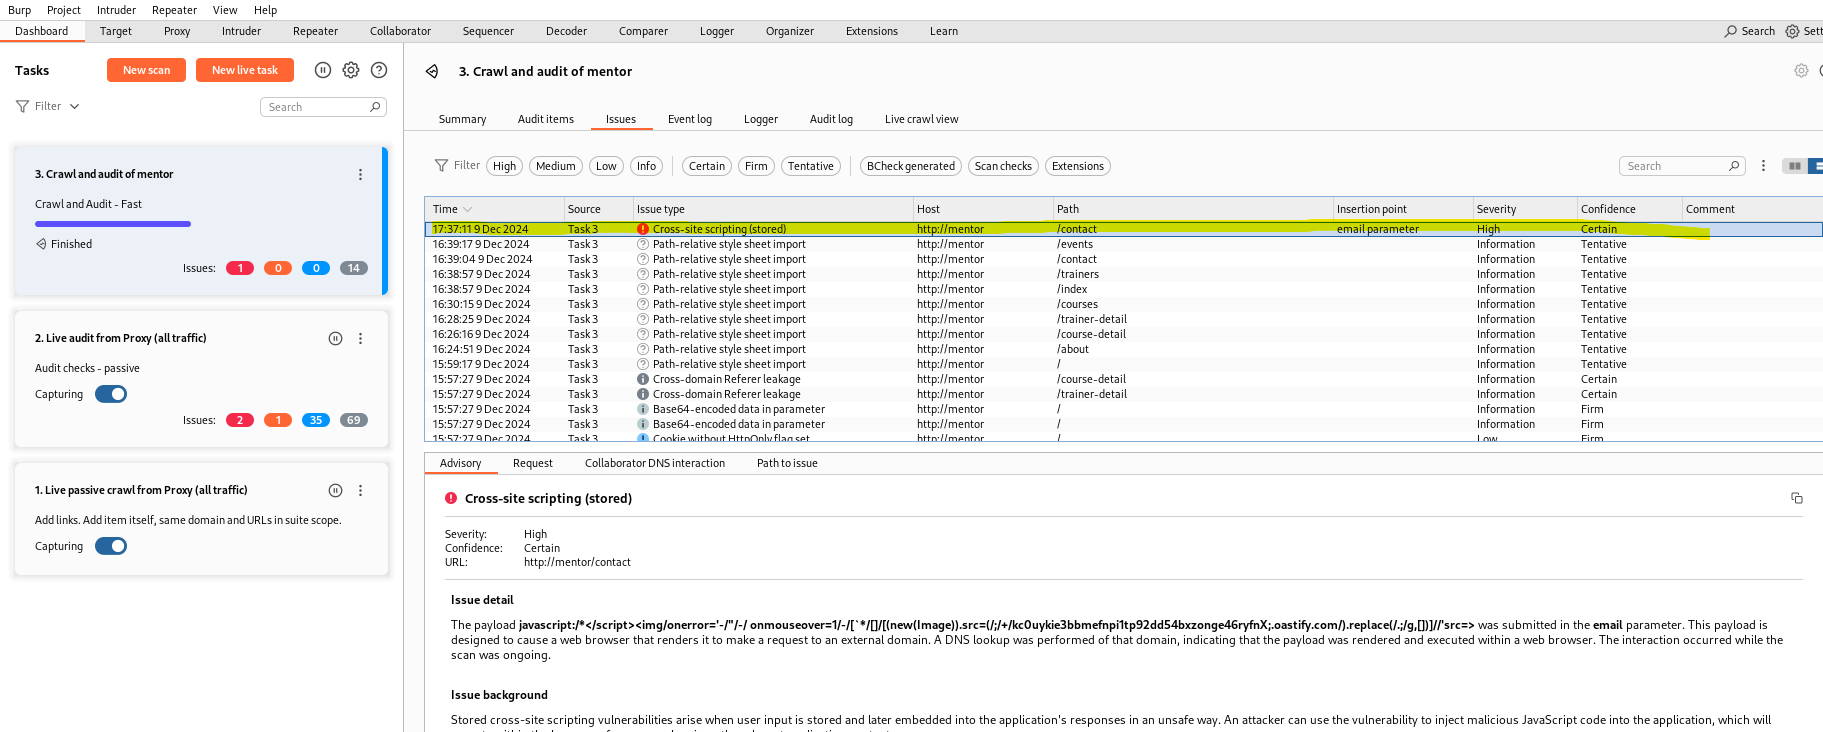 Burp Project Intruder Repeater View Help
Dashboard Target Proxy Intruder Repeater Collaborator Sequencer Decoder Comparer Logger Organizer Extensions Learn Search Sett
Tasks New scan New live task
Filter Search
3. Crawl and audit of mentor
Crawl and Audit - Fast
Finished
Issues: 1 0 0 14
2. Live audit from Proxy (all traffic)
Audit checks - passive
Capturing
Issues: 2 1 35 69
1. Live passive crawl from Proxy (all traffic)
Add links. Add item itself, same domain and URLs in suite scope.
Capturing
3. Crawl and audit of mentor
Summary Audit items Issues Event log Logger Audit log Live crawl view
Filter High Medium Low Info Certain Firm Tentative BCheck generated Scan checks Extensions Search
Time Source Issue type Host Path Insertion point Severity Confidence Comment
17:37:11 9 Dec 2024 Task 3 Cross-site scripting (stored) http://mentor /contact email parameter High Certain
16:39:17 9 Dec 2024 Task 3 Path-relative style sheet import http://mentor /events Information Tentative
16:39:04 9 Dec 2024 Task 3 Path-relative style sheet import http://mentor /contact Information Tentative
16:38:57 9 Dec 2024 Task 3 Path-relative style sheet import http://mentor /trainers Information Tentative
16:38:57 9 Dec 2024 Task 3 Path-relative style sheet import http://mentor /index Information Tentative
16:30:15 9 Dec 2024 Task 3 Path-relative style sheet import http://mentor /courses Information Tentative
16:28:25 9 Dec 2024 Task 3 Path-relative style sheet import http://mentor /trainer-detail Information Tentative
16:26:16 9 Dec 2024 Task 3 Path-relative style sheet import http://mentor /course-detail Information Tentative
16:24:51 9 Dec 2024 Task 3 Path-relative style sheet import http://mentor /about Information Tentative
15:59:17 9 Dec 2024 Task 3 Path-relative style sheet import http://mentor / Information Tentative
15:57:27 9 Dec 2024 Task 3 Cross-domain Referer leakage http://mentor /course-detail Information Certain
15:57:27 9 Dec 2024 Task 3 Cross-domain Referer leakage http://mentor /trainer-detail Information Certain
15:57:27 9 Dec 2024 Task 3 Base64-encoded data in parameter http://mentor / Information Firm
15:57:27 9 Dec 2024 Task 3 Base64-encoded data in parameter http://mentor / Information Firm
15:57:27 9 Dec 2024 Task 3 Cookie without HttpOnly flag set http://mentor / Low Firm
Advisory Request Collaborator DNS interaction Path to issue
Cross-site scripting (stored)
Severity: High
Confidence: Certain
URL: http://mentor/contact
Issue detail
The payload javascript:/*</script><img/onerror='-/"/-/ onmouseover=1/-/[`*/[]/[(new(Image)).src=(/;/+/kc0uykie3bbmefnpi1tp92dd54bxzonge46ryfnX;.oastify.com/).replace(/.;/g,[])]//'src=> was submitted in the email parameter. This payload is
designed to cause a web browser that renders it to make a request to an external domain. A DNS lookup was performed of that domain, indicating that the payload was rendered and executed within a web browser. The interaction occurred while the
scan was ongoing.
Issue background
Stored cross-site scripting vulnerabilities arise when user input is stored and later embedded into the application's responses in an unsafe way. An attacker can use the vulnerability to inject malicious JavaScript code into the application, which will